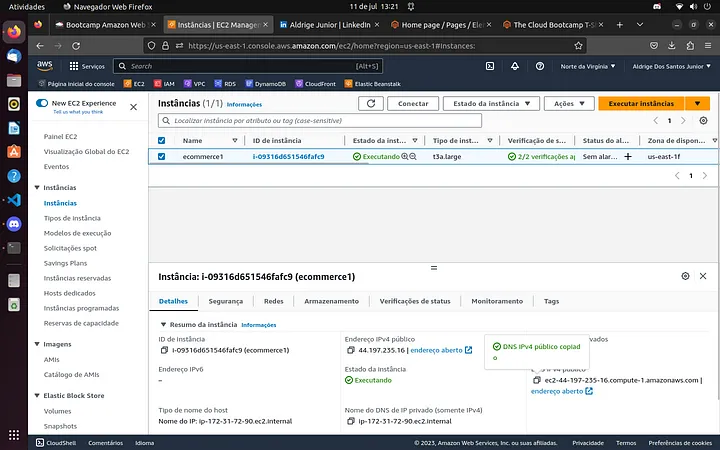 Atividades
Navegador Web Firefox
11 de jul 13:21
Bootcamp Amazon Web
Instâncias | EC2 Manager
Aldrige Junior | LinkedIn
Home page / Pages / Elec
The Cloud Bootcamp T-S
https://us-east-1.console.aws.amazon.com/ec2/home?region=us-east-1#Instances:
aws
Serviços
Search
[Alt+S]
Norte da Virgínia
Aldrige Dos Santos Junior
Página inicial do console
EC2
IAM
VPC
RDS
DynamoDB
CloudFront
Elastic Beanstalk
New EC2 Experience
Tell us what you think
Painel EC2
Visualização Global do EC2
Eventos
Instâncias
Instâncias
Tipos de instância
Modelos de execução
Solicitações spot
Savings Plans
Instâncias reservadas
Hosts dedicados
Instâncias programadas
Reservas de capacidade
Imagens
AMIs
Catálogo de AMIs
Elastic Block Store
Volumes
Snapshots
Instâncias (1/1)
Informações
Conectar
Estado da instância
Ações
Executar instâncias
Localizar instância por atributo ou tag (case-sensitive)
1
Name
ID de instância
Estado da inst...
Tipo de inst...
Verificação de s...
Status do al...
Zona de dispon...
ecommerce1
i-09316d651546fafc9
Executando
t3a.large
2/2 verificações ap
Sem alar...
us-east-1f
1
Instância: i-09316d651546fafc9 (ecommerce1)
Detalhes
Segurança
Redes
Armazenamento
Verificações de status
Monitoramento
Tags
Resumo da instância
Informações
ID de Instância
i-09316d651546fafc9 (ecommerce1)
Endereço IPv4 público
44.197.235.16 | endereço aberto
DNS IPv4 público copiad
o
Endereço IPv6
–
Estado da instância
Executando
ec2-44-197-235-16.compute-1.amazonaws.com |
endereço aberto
Tipo de nome do host
Nome do IP: ip-172-31-72-90.ec2.internal
Nome do DNS de IP privado (somente IPv4)
ip-172-31-72-90.ec2.internal
CloudShell
Comentários
Idioma
© 2023, Amazon Web Services, Inc. ou suas afiliadas.
Privacidade
Termos
Preferências de cookies